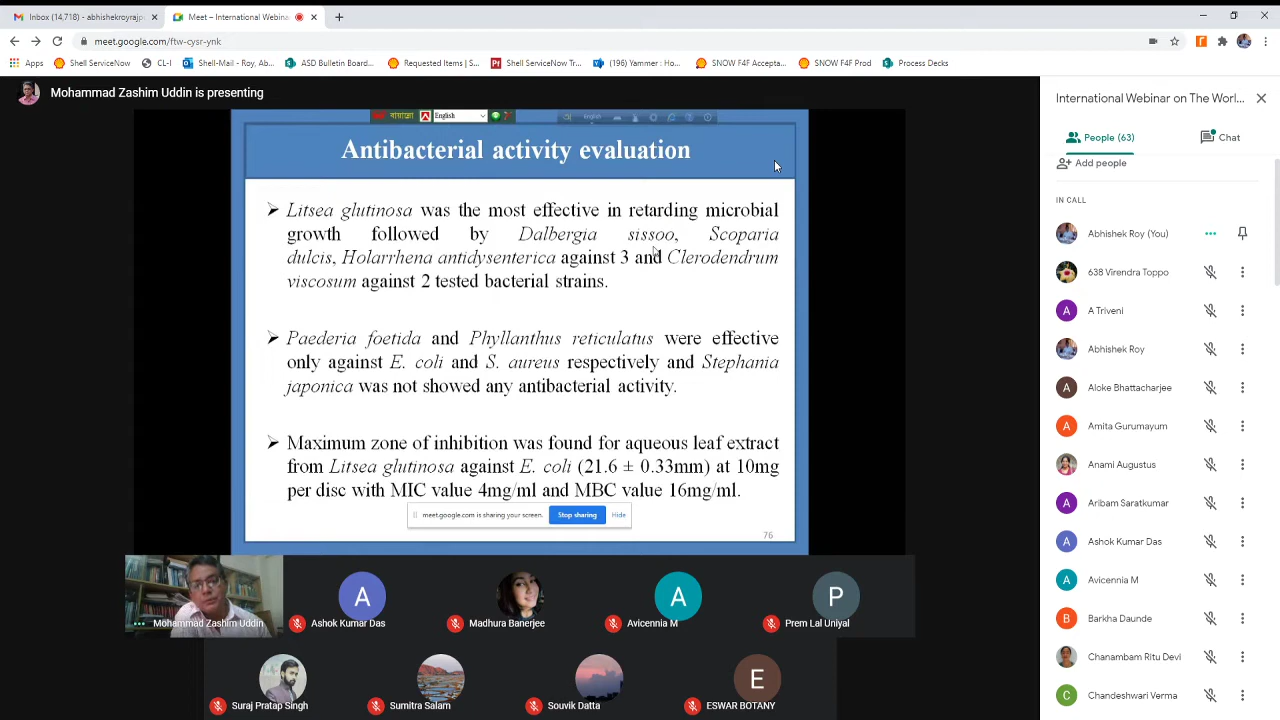 Inbox (14,718) - abhishekroyrajp
Meet – International Webinar
meet.google.com/ftw-cysr-ynk
Apps
Shell ServiceNow
CL-I
Shell-Mail - Roy, Ab...
ASD Bulletin Board...
Requested Items | S...
Shell ServiceNow Tr...
(196) Yammer : Ho...
SNOW F4F Accepta...
SNOW F4F Prod
Process Decks
Mohammad Zashim Uddin is presenting
English
english
Antibacterial activity evaluation
Litsea glutinosa was the most effective in retarding microbial
growth followed by Dalbergia sissoo, Scoparia
dulcis, Holarrhena antidysenterica against 3 and Clerodendrum
viscosum against 2 tested bacterial strains.
Paederia foetida and Phyllanthus reticulatus were effective
only against E. coli and S. aureus respectively and Stephania
japonica was not showed any antibacterial activity.
Maximum zone of inhibition was found for aqueous leaf extract
from Litsea glutinosa against E. coli (21.6 ± 0.33mm) at 10mg
per disc with MIC value 4mg/ml and MBC value 16mg/ml.
meet.google.com is sharing your screen.
Stop sharing
Hide
76
Mohammad Zashim Uddin
A
Ashok Kumar Das
Madhura Banerjee
A
Avicennia M
P
Prem Lal Uniyal
Suraj Pratap Singh
Sumitra Salam
Souvik Datta
E
ESWAR BOTANY
International Webinar on The Worl...
People (63)
Chat
Add people
IN CALL
Abhishek Roy (You)
638 Virendra Toppo
A
A Triveni
Abhishek Roy
A
Aloke Bhattacharjee
A
Amita Gurumayum
Anami Augustus
A
Aribam Saratkumar
A
Ashok Kumar Das
A
Avicennia M
B
Barkha Daunde
Chanambam Ritu Devi
C
Chandeshwari Verma